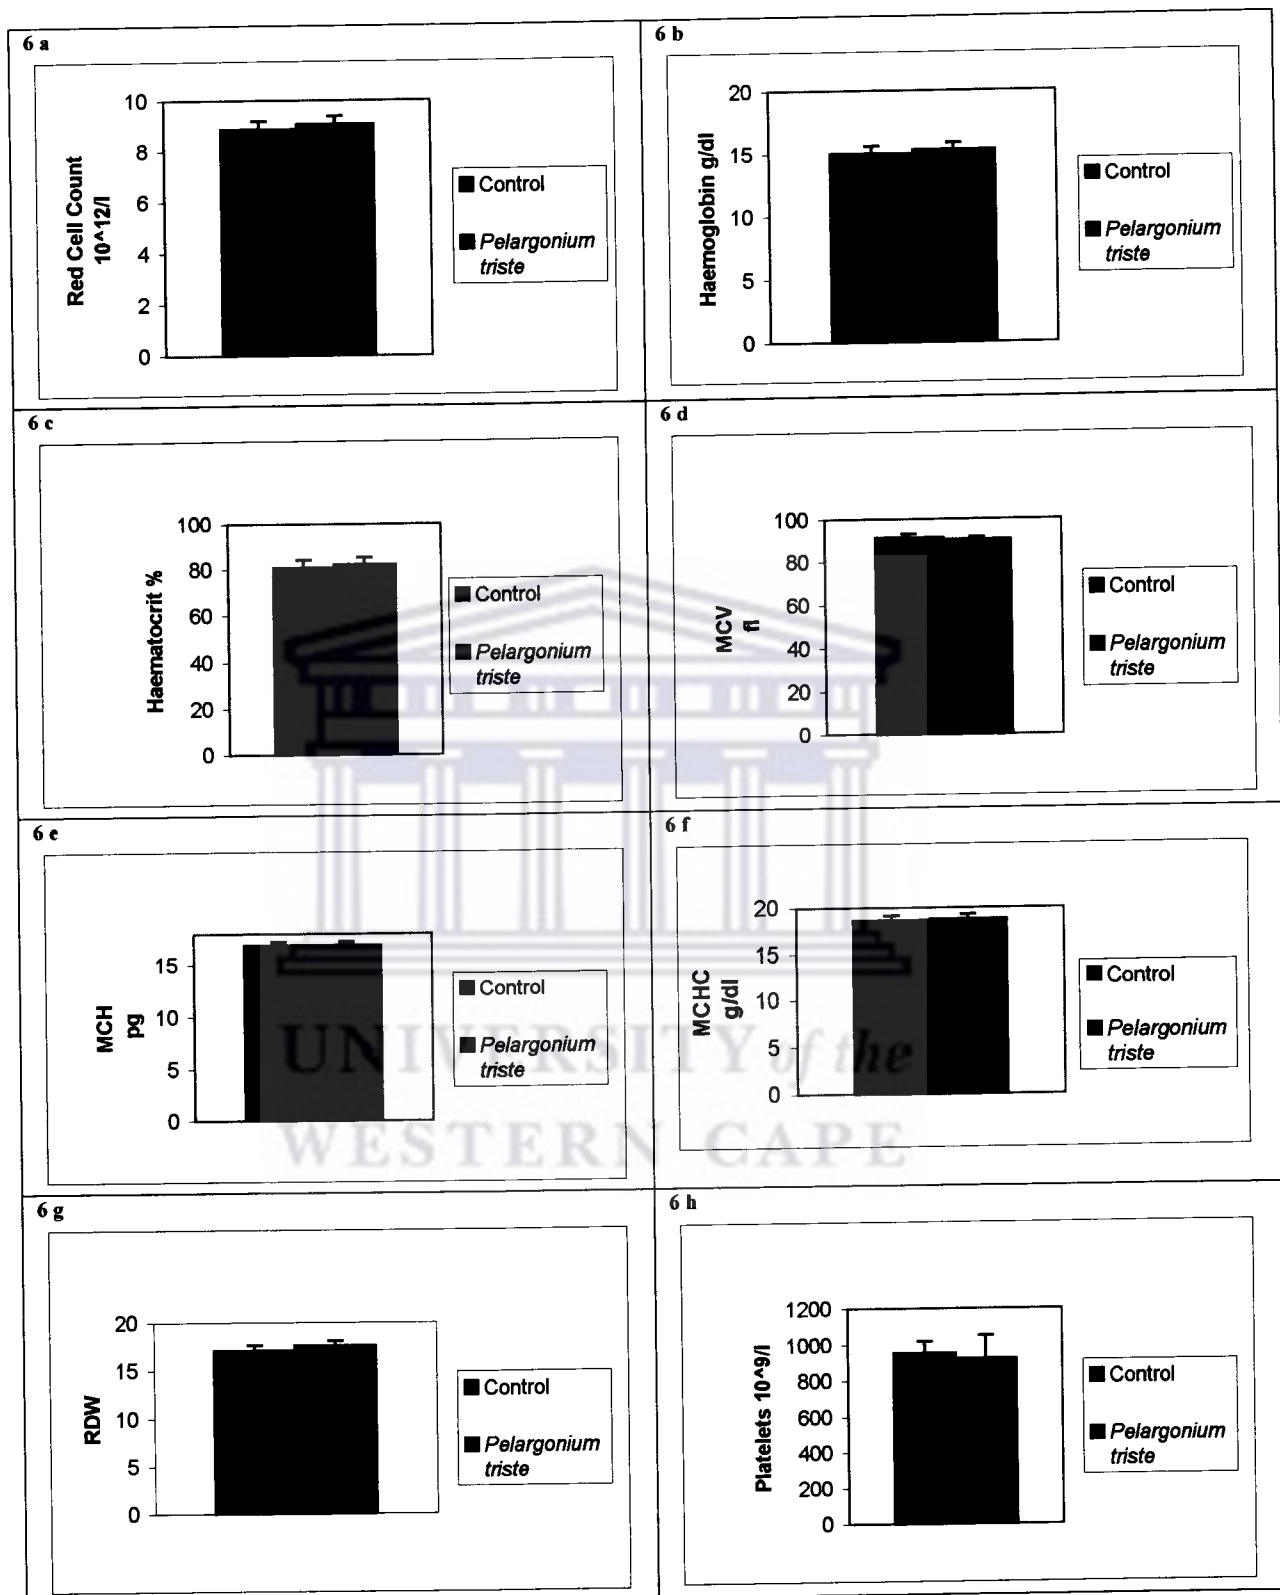 6 a
10
8
6
4
2
0
Red Cell Count
10^12/l
Control
Pelargonium
triste
6 b
20
15
10
5
0
Haemoglobin g/dl
Control
Pelargonium
triste
6 c
100
80
60
40
20
0
Haematocrit %
Control
Pelargonium
triste
6 d
100
80
60
40
20
0
MCV
fl
Control
Pelargonium
triste
6 e
15
10
5
0
MCH
pg
Control
Pelargonium
triste
6 f
20
15
10
5
0
MCHC
g/dl
Control
Pelargonium
triste
UNIVERSITY of the
WESTERN CAPE
6 g
20
15
10
5
0
RDW
Control
Pelargonium
triste
6 h
1200
1000
800
600
400
200
0
Platelets 10^9/l
Control
Pelargonium
triste